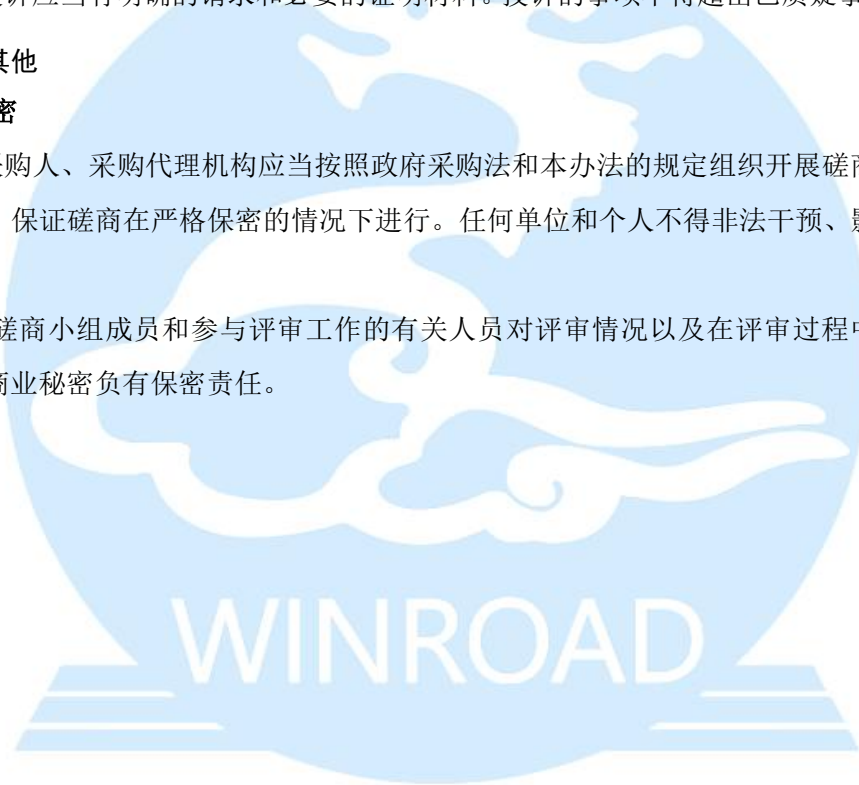 诉应当有明确的请求和必要的证明材料。投诉的事项不得超出已质疑事
其他
密
购人、采购代理机构应当按照政府采购法和本办法的规定组织开展磋商
保证磋商在严格保密的情况下进行。任何单位和个人不得非法干预、影
磋商小组成员和参与评审工作的有关人员对评审情况以及在评审过程中
商业秘密负有保密责任。
WINROAD